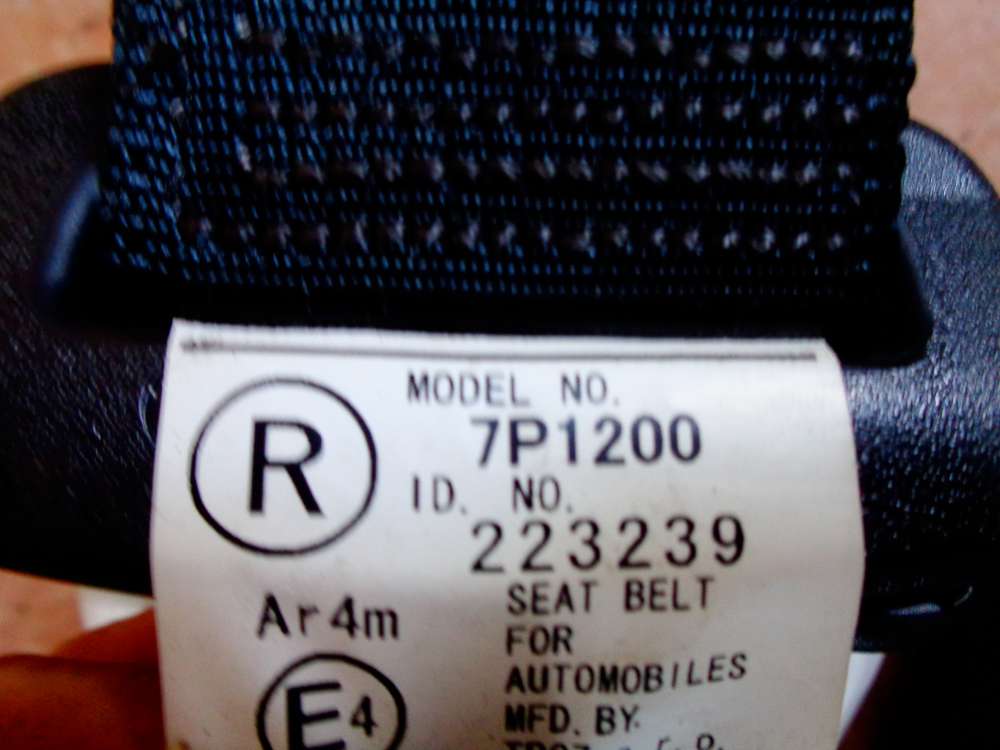 R
MODEL NO.
7P1200
ID. NO.
223239
Ar4m
E4
SEAT BELT
FOR
AUTOMOBILES
MFD. BY